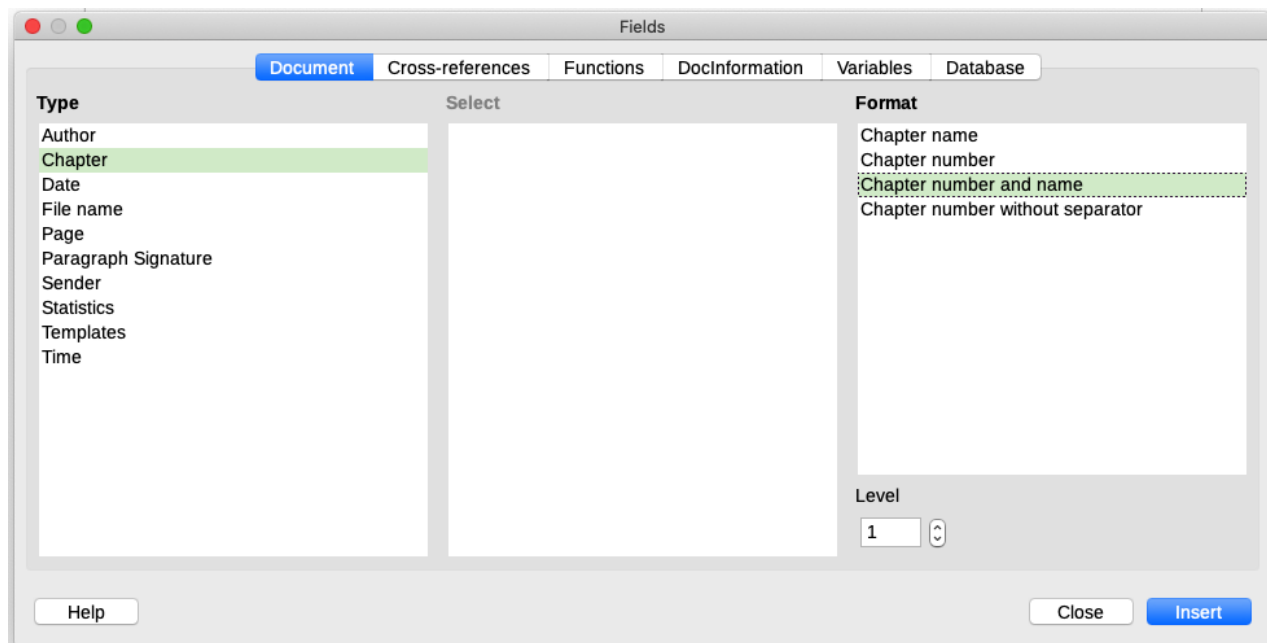 Fields
Document Cross-references Functions DocInformation Variables Database
Type
Author
Chapter
Date
File name
Page
Paragraph Signature
Sender
Statistics
Templates
Time
Select
Format
Chapter name
Chapter number
Chapter number and name
Chapter number without separator
Level
1
Help Close Insert